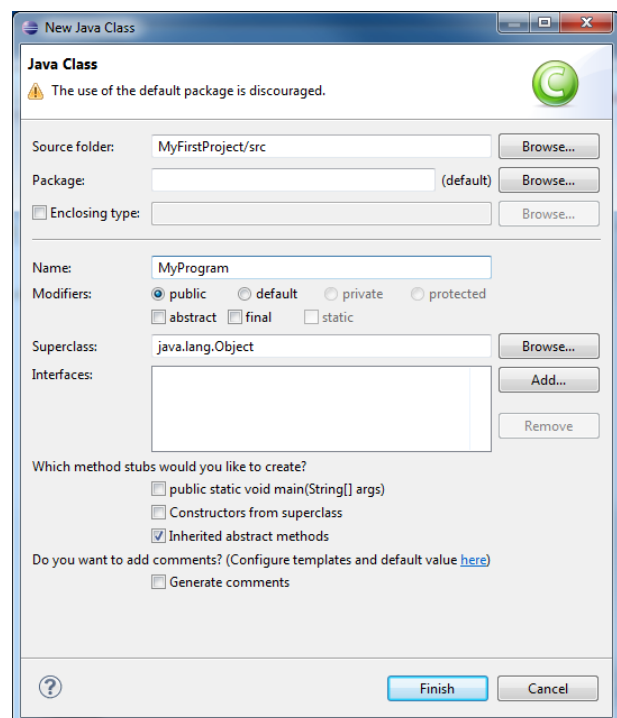 New Java Class
Java Class
The use of the default package is discouraged.
C
Source folder: MyFirstProject/src Browse...
Package: (default) Browse...
Enclosing type: Browse...
Name: MyProgram
Modifiers: public default private protected
abstract final static
Superclass: java.lang.Object Browse...
Interfaces: Add...
Remove
Which method stubs would you like to create?
public static void main(String[] args)
Constructors from superclass
Inherited abstract methods
Do you want to add comments? (Configure templates and default value here)
Generate comments
? Finish Cancel